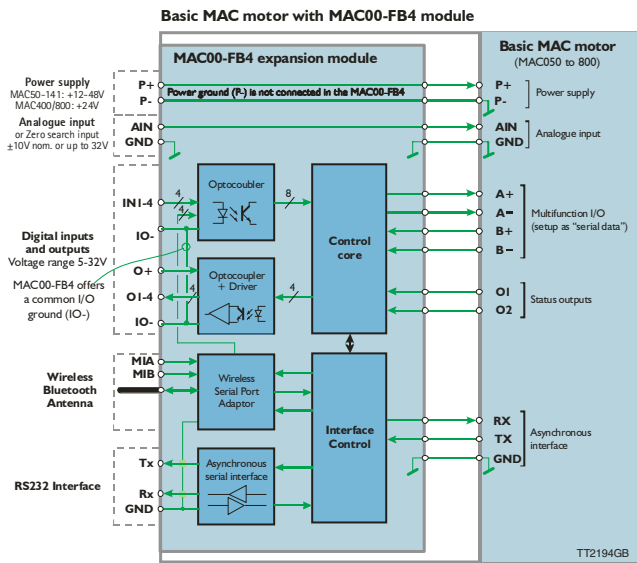 Basic MAC motor with MAC00-FB4 module
MAC00-FB4 expansion module
Basic MAC motor
(MAC050 to 800)
Power supply
MAC50-141: +12-48V
MAC400/800: +24V
P+
P-
Power ground (P-) is not connected in the MAC00-FB4
P+
P-
Power supply
Analogue input
or Zero search input
±10V nom. or up to 32V
AIN
GND
AIN
GND
Analogue input
Digital inputs
and outputs
Voltage range 5-32V
MAC00-FB4 offers
a common I/O
ground (IO-)
IN1-4
IO-
O+
O1-4
IO-
4
4
Optocoupler
8
Optocoupler
+ Driver
4
4
Control
core
A+
A-
B+
B-
Multifunction I/O
(setup as "serial data")
O1
O2
Status outputs
Wireless
Bluetooth
Antenna
MIA
MIB
Wireless
Serial Port
Adaptor
Interface
Control
RX
TX
GND
Asynchronous
interface
RS232 Interface
Tx
Rx
GND
Asynchronous
serial interface
TT2194GB